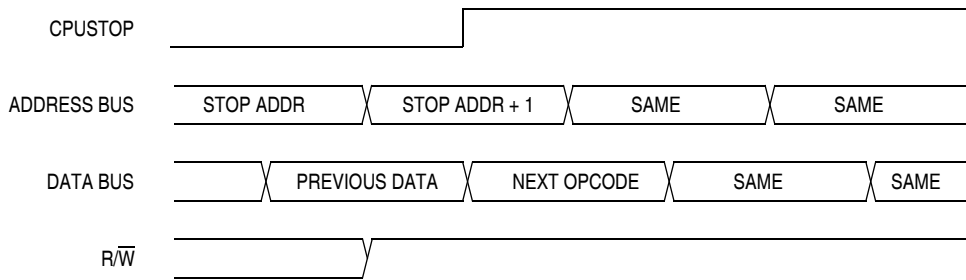 CPUSTOP
ADDRESS BUS STOP ADDR STOP ADDR + 1 SAME SAME
DATA BUS PREVIOUS DATA NEXT OPCODE SAME SAME
R/W̅